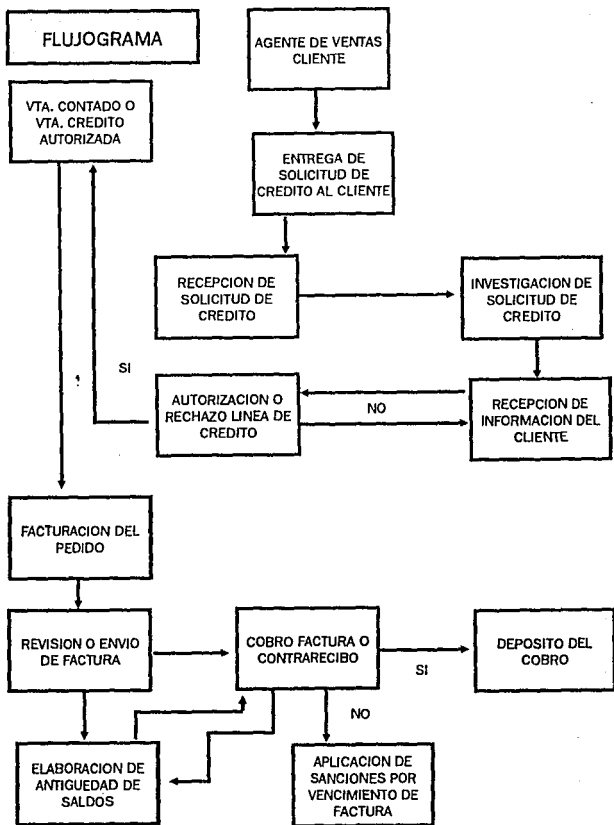 FLUJOGRAMA
AGENTE DE VENTAS
CLIENTE
VTA. CONTADO O
VTA. CREDITO
AUTORIZADA
ENTREGA DE
SOLICITUD DE
CREDITO AL CLIENTE
RECEPCION DE
SOLICITUD DE
CREDITO
INVESTIGACION DE
SOLICITUD DE
CREDITO
SI
AUTORIZACION O
RECHAZO LINEA DE
CREDITO
NO
RECEPCION DE
INFORMACION DEL
CLIENTE
FACTURACION DEL
PEDIDO
REVISION O ENVIO
DE FACTURA
COBRO FACTURA O
CONTRARECIBO
SI
DEPOSITO DEL
COBRO
NO
ELABORACION DE
ANTIGUEDAD DE
SALDOS
APLICACION DE
SANCIONES POR
VENCIMIENTO DE
FACTURA